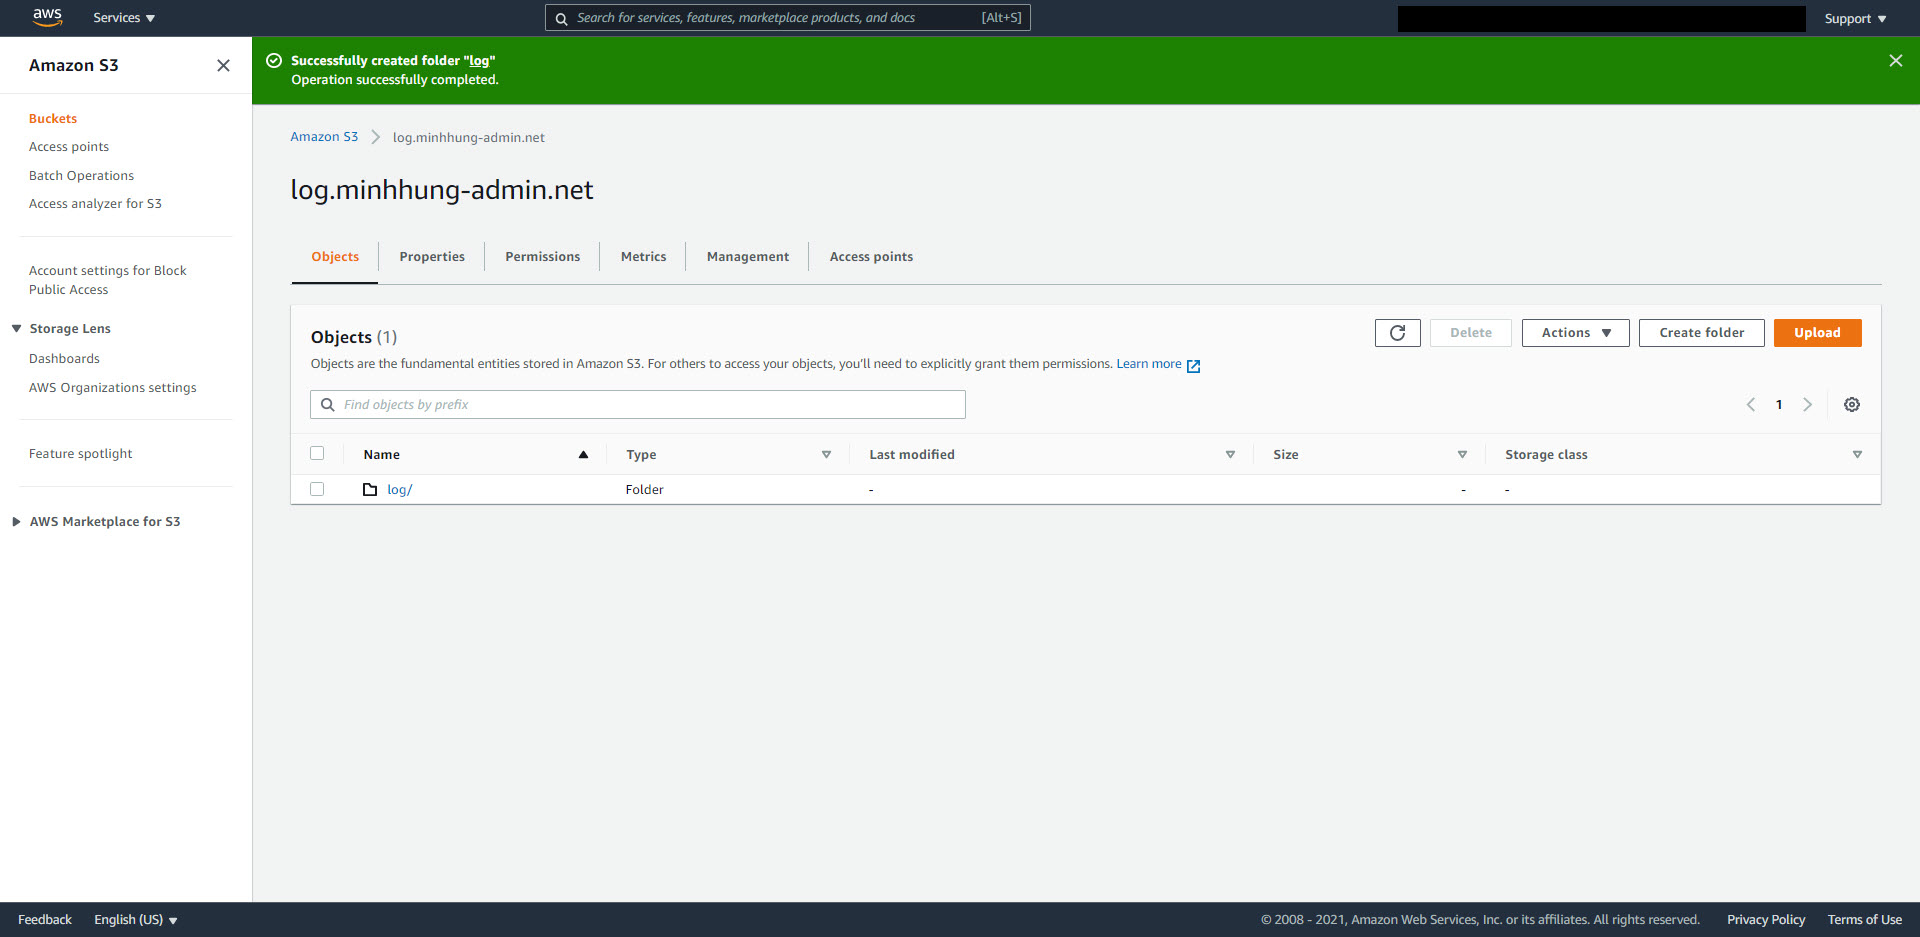 aws
Services
Search for services, features, marketplace products, and docs
[Alt+S]
Support
Amazon S3
Buckets
Access points
Batch Operations
Access analyzer for S3
Account settings for Block
Public Access
Storage Lens
Dashboards
AWS Organizations settings
Feature spotlight
AWS Marketplace for S3
Successfully created folder "log"
Operation successfully completed.
Amazon S3
log.minhhung-admin.net
log.minhhung-admin.net
Objects
Properties
Permissions
Metrics
Management
Access points
Objects (1)
Delete
Actions
Create folder
Upload
Objects are the fundamental entities stored in Amazon S3. For others to access your objects, you'll need to explicitly grant them permissions. Learn more
Find objects by prefix
1
Name
Type
Last modified
Size
Storage class
log/
Folder
-
-
-
Feedback
English (US)
© 2008 - 2021, Amazon Web Services, Inc. or its affiliates. All rights reserved.
Privacy Policy
Terms of Use